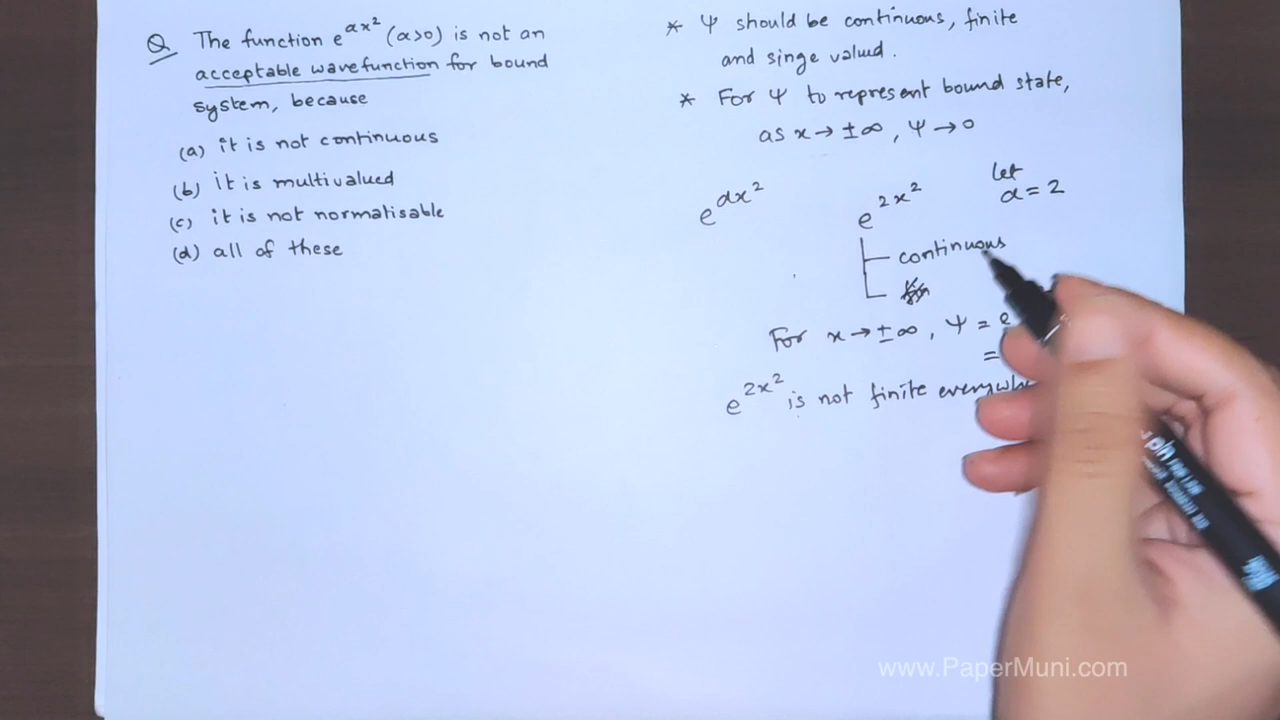 Q The function e^αx² (α>0) is not an
acceptable wavefunction for bound
system, because
(a) it is not continuous
(b) it is multivalued
(c) it is not normalisable
(d) all of these
* Ψ should be continuous, finite
and singe valued.
* For Ψ to represent bound state,
as x→±∞, Ψ→0
e^αx² e^2x² let
α=2
continuous
For x→±∞, Ψ = e
=
e^2x² is not finite
www.PaperMuni.com